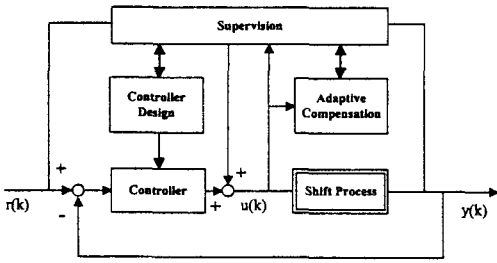 Supervision
Controller
Design
Adaptive
Compensation
+
+
r(k)
-
Controller
+
u(k)
Shift Process
y(k)